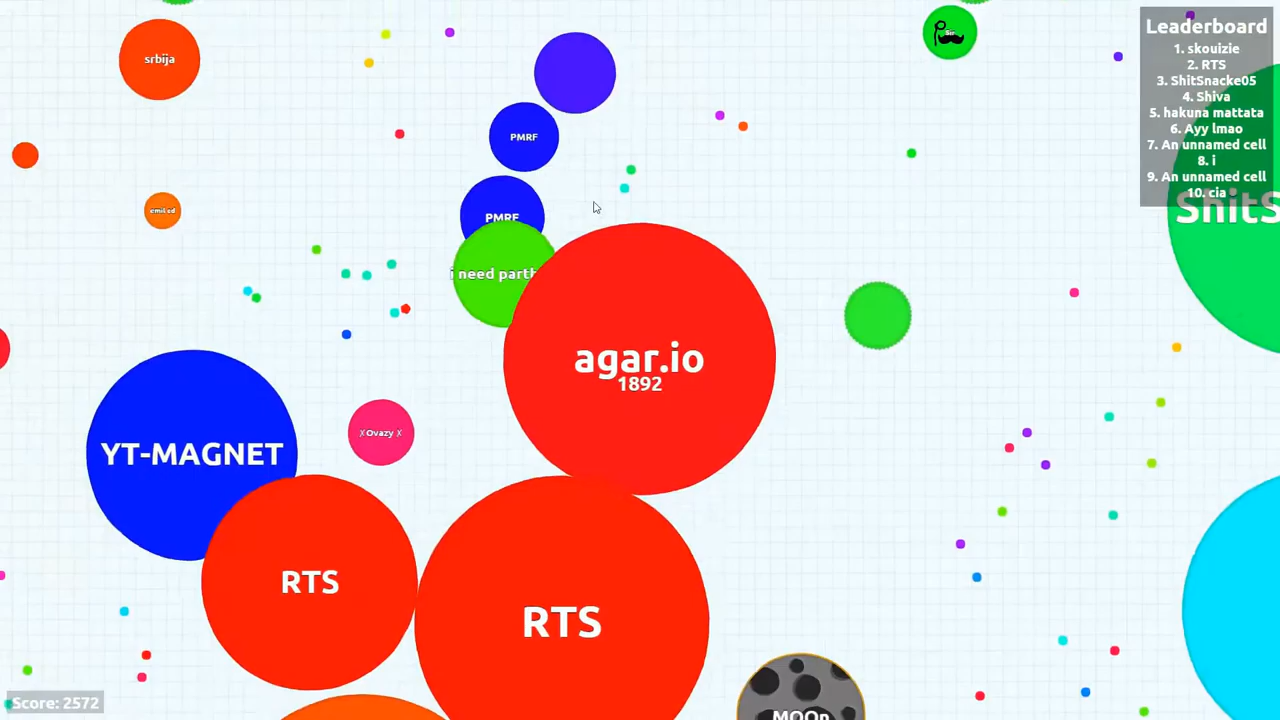 srbija
Leaderboard
1. skouizie
2. RTS
3. ShitSnacke05
4. Shiva
5. hakuna mattata
6. Ayy lmao
7. An unnamed cell
8. i
9. An unnamed cell
10. cia
PMRF
PMRF
ShitS
i need parth
agar.io
1892
YT-MAGNET
RTS
RTS
Score: 2572
MOOn